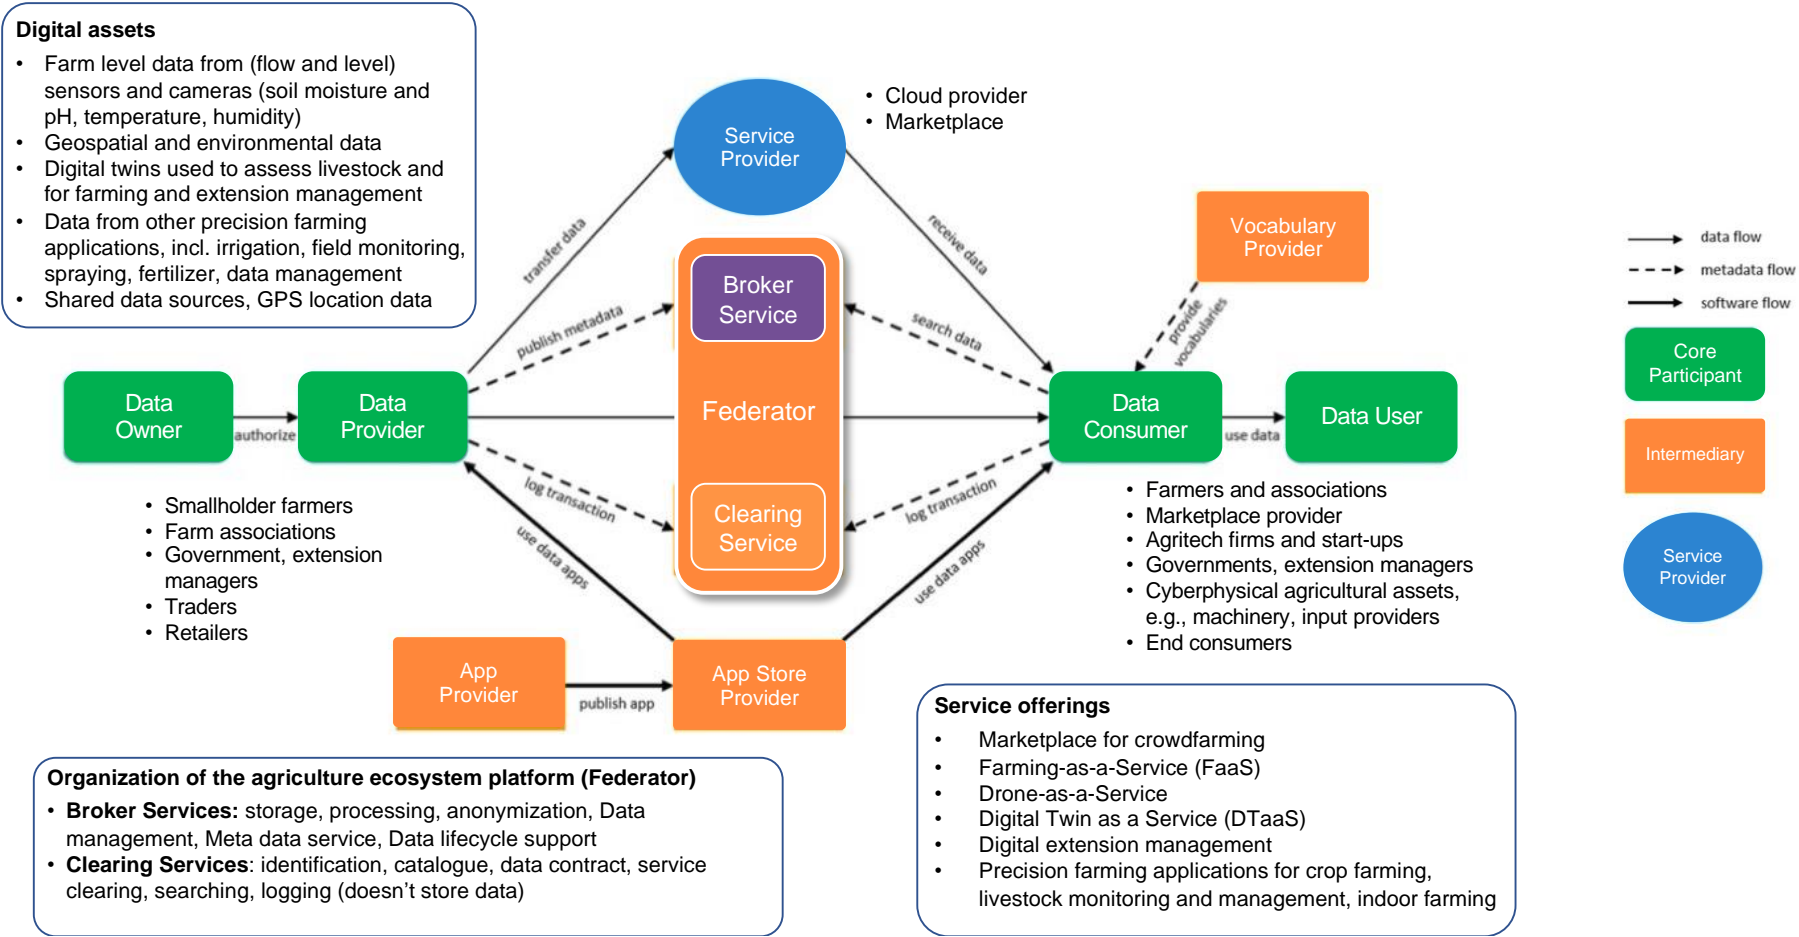 Digital assets
• Farm level data from (flow and level)
sensors and cameras (soil moisture and
pH, temperature, humidity)
• Geospatial and environmental data
• Digital twins used to assess livestock and
for farming and extension management
• Data from other precision farming
applications, incl. irrigation, field monitoring,
spraying, fertilizer, data management
• Shared data sources, GPS location data
Service
Provider
• Cloud provider
• Marketplace
Vocabulary
Provider
data flow
metadata flow
software flow
Core
Participant
Intermediary
Service
Provider
transfer data
receive data
publish metadata
search data
provide
vocabularies
Broker
Service
Federator
Clearing
Service
Data
Owner
authorize
Data
Provider
Data
Consumer
use data
Data User
log transaction
log transaction
use data apps
use data apps
• Smallholder farmers
• Farm associations
• Government, extension
managers
• Traders
• Retailers
• Farmers and associations
• Marketplace provider
• Agritech firms and start-ups
• Governments, extension managers
• Cyberphysical agricultural assets,
e.g., machinery, input providers
• End consumers
App
Provider
publish app
App Store
Provider
Organization of the agriculture ecosystem platform (Federator)
• Broker Services: storage, processing, anonymization, Data
management, Meta data service, Data lifecycle support
• Clearing Services: identification, catalogue, data contract, service
clearing, searching, logging (doesn’t store data)
Service offerings
• Marketplace for crowdfarming
• Farming-as-a-Service (FaaS)
• Drone-as-a-Service
• Digital Twin as a Service (DTaaS)
• Digital extension management
• Precision farming applications for crop farming,
livestock monitoring and management, indoor farming